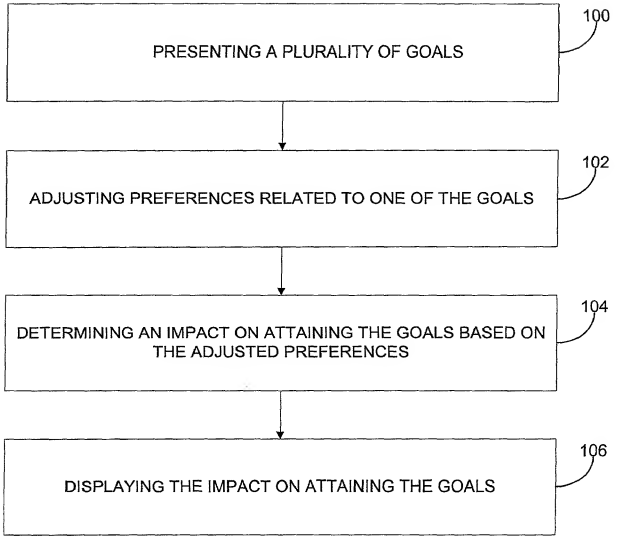 100
PRESENTING A PLURALITY OF GOALS
102
ADJUSTING PREFERENCES RELATED TO ONE OF THE GOALS
104
DETERMINING AN IMPACT ON ATTAINING THE GOALS BASED ON
THE ADJUSTED PREFERENCES
106
DISPLAYING THE IMPACT ON ATTAINING THE GOALS